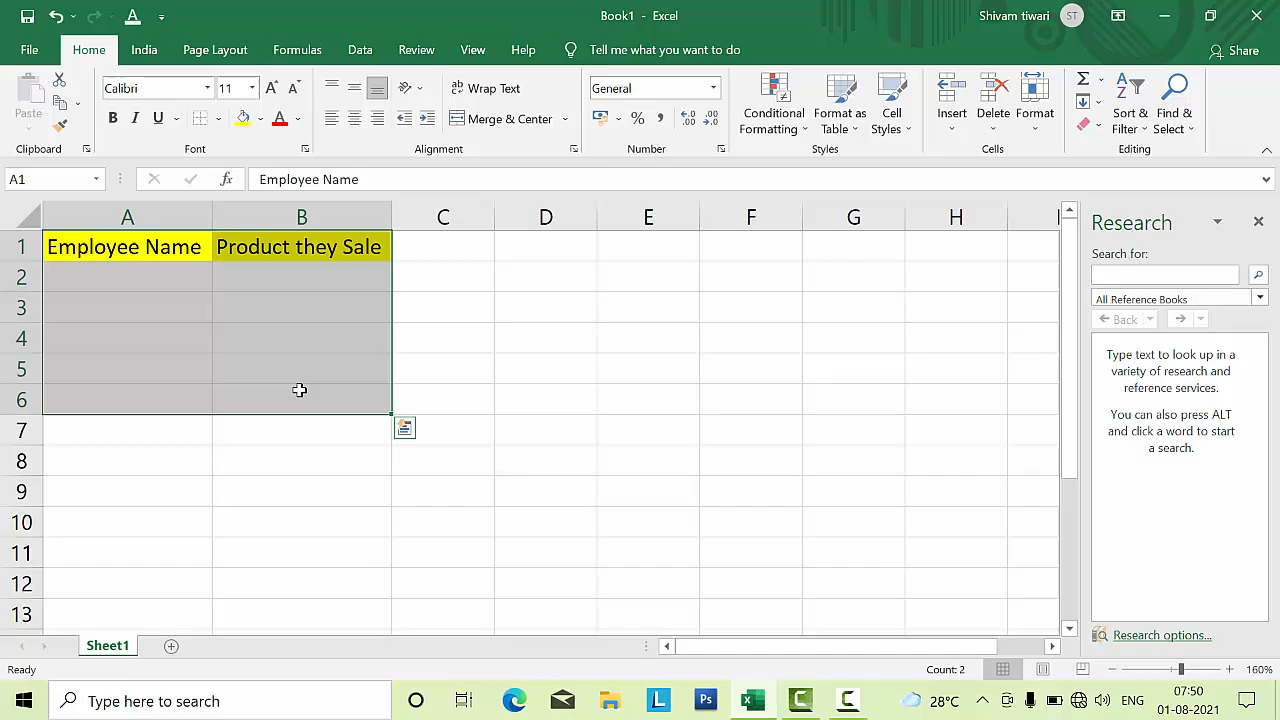 Book1 - Excel
Shivam tiwari ST
File Home India Page Layout Formulas Data Review View Help Tell me what you want to do Share
Paste
Clipboard
Calibri 11
B I U
Font
Wrap Text
Merge & Center
Alignment
General
Number
Conditional Formatting
Format as Table
Cell Styles
Styles
Insert Delete Format
Cells
Sort & Filter
Find & Select
Editing
A1 fx Employee Name
A B C D E F G H I
1 Employee Name Product they Sale
2
3
4
5
6
7
8
9
10
11
12
13
Research
Search for:
All Reference Books
Back
Type text to look up in a
variety of research and
reference services.
You can also press ALT
and click a word to start
a search.
Research options...
Sheet1
Ready Count: 2 160%
Type here to search
28°C ENG 07:50
01-08-2021